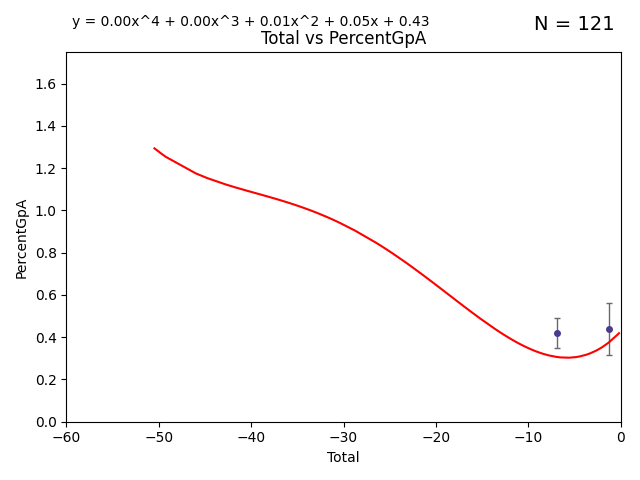 y = 0.00x^4 + 0.00x^3 + 0.01x^2 + 0.05x + 0.43
N = 121
Total vs PercentGpA
PercentGpA
1.6
1.4
1.2
1.0
0.8
0.6
0.4
0.2
0.0
−60 −50 −40 −30 −20 −10 0
Total